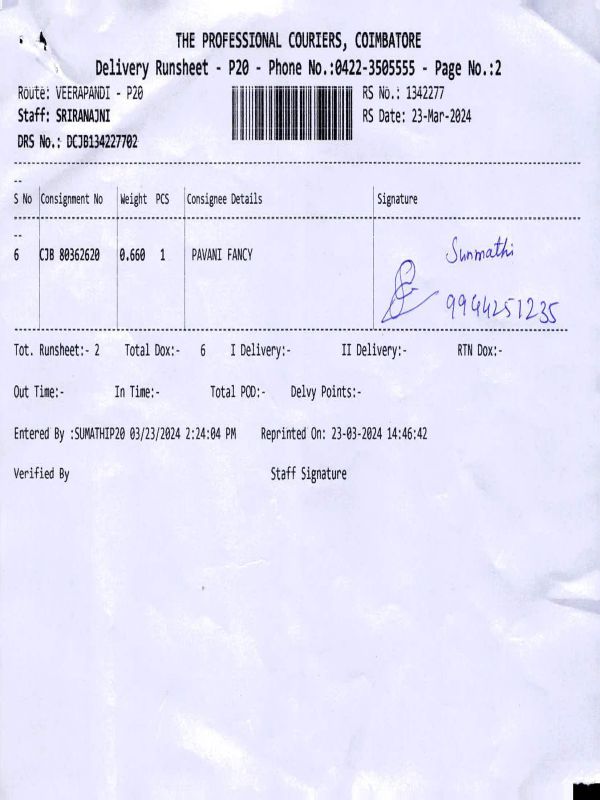 THE PROFESSIONAL COURIERS, COIMBATORE
Delivery Runsheet - P20 - Phone No.:0422-3505555 - Page No.:2
Route: VEERAPANDI - P20 RS No.: 1342277
Staff: SRIRANAJNI RS Date: 23-Mar-2024
DRS No.: DCJB134227702
--
S No Consignment No Weight PCS Consignee Details Signature
--
6 CJB 80362620 0.660 1 PAVANI FANCY Sunmathi
9944251235
Tot. Runsheet:- 2 Total Dox:- 6 I Delivery:- II Delivery:- RTN Dox:-
Out Time:- In Time:- Total POD:- Delvy Points:-
Entered By :SUMATHIP20 03/23/2024 2:24:04 PM Reprinted On: 23-03-2024 14:46:42
Verified By Staff Signature